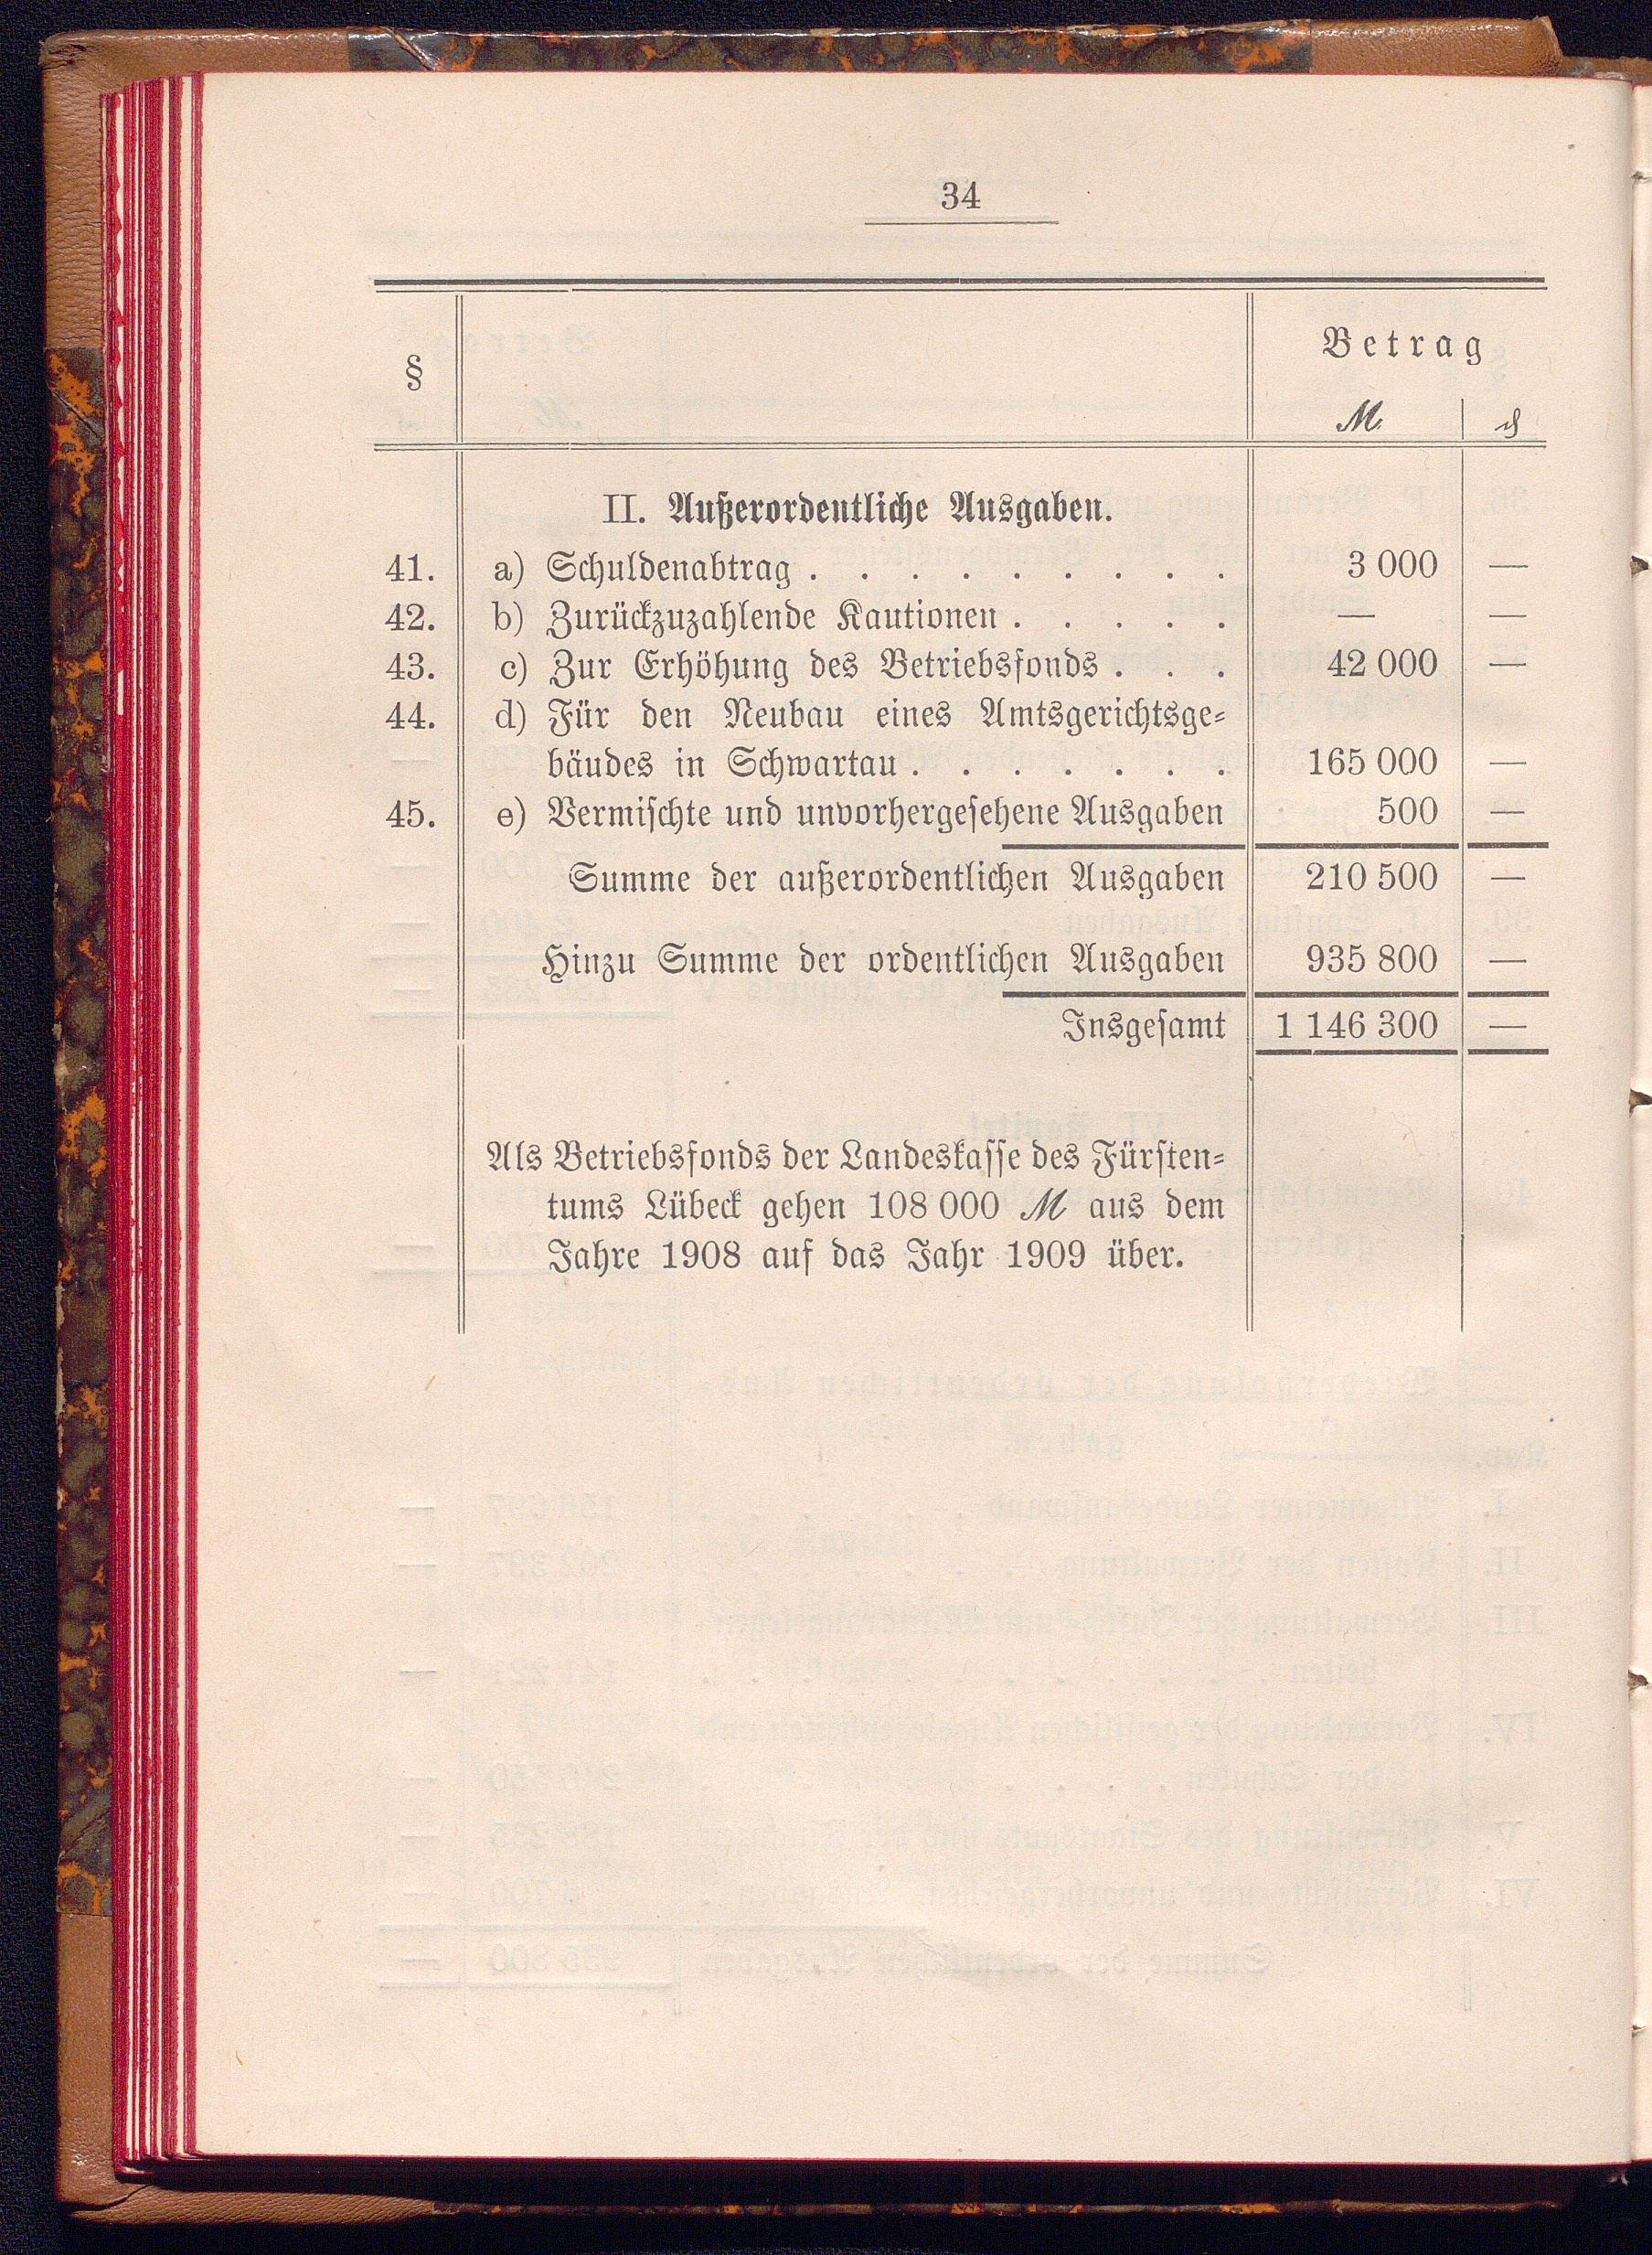 34
§ Betrag
ℳ ₰
II. Außerordentliche Ausgaben.
41. a) Schuldenabtrag . . . . . . . . . 3 000 —
42. b) Zurückzuzahlende Kautionen . . . . . — —
43. c) Zur Erhöhung des Betriebsfonds . . . 42 000 —
44. d) Für den Neubau eines Amtsgerichtsge-
bäudes in Schwartau . . . . . . . 165 000 —
45. e) Vermischte und unvorhergesehene Ausgaben 500 —
Summe der außerordentlichen Ausgaben 210 500 —
Hinzu Summe der ordentlichen Ausgaben 935 800 —
Insgesamt 1 146 300 —
Als Betriebsfonds der Landeskasse des Fürsten-
tums Lübeck gehen 108 000 ℳ aus dem
Jahre 1908 auf das Jahr 1909 über.